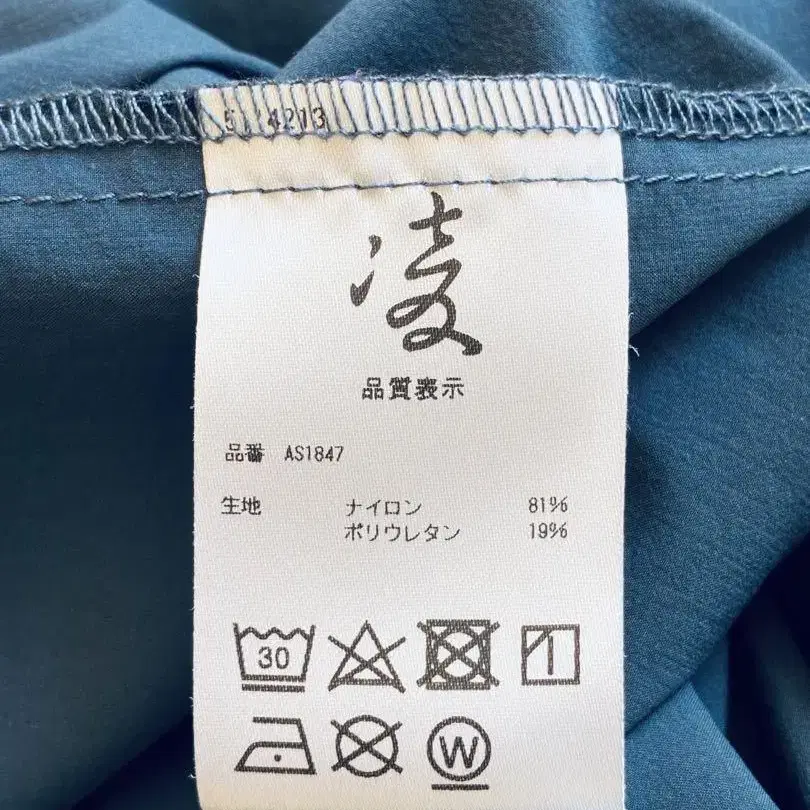 4213
凌
品質表示
品番 AS1847
生地 ナイロン 81%
ポリウレタン 19%
30
W